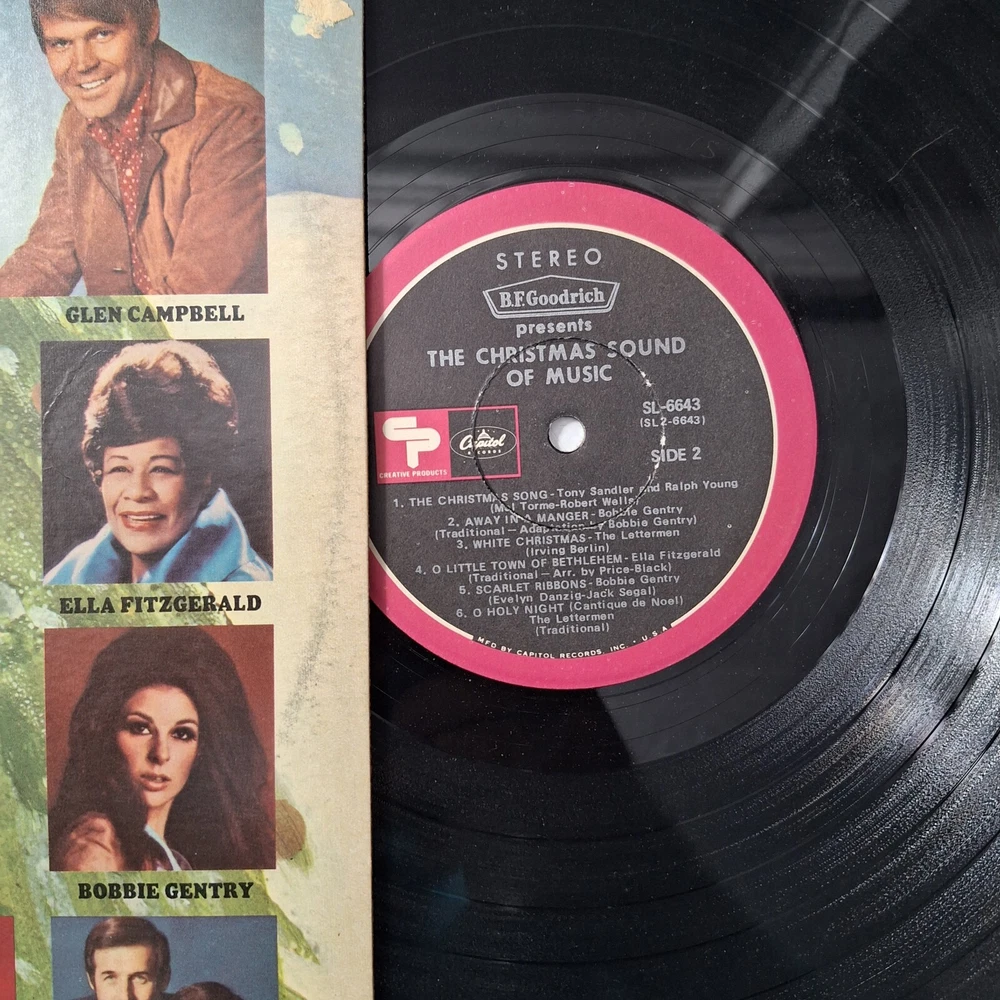 GLEN CAMPBELL
ELLA FITZGERALD
BOBBIE GENTRY
STEREO
B.F.Goodrich
presents
THE CHRISTMAS SOUND
OF MUSIC
SL-6643
(SL2-6643)
SIDE 2
CREATIVE PRODUCTS
Capitol
RECORDS
1. THE CHRISTMAS SONG - Tony Sandler and Ralph Young
(Mel Torme-Robert Wells)
2. AWAY IN A MANGER - Bobbie Gentry
(Traditional — Adaptation by Bobbie Gentry)
3. WHITE CHRISTMAS - The Lettermen
(Irving Berlin)
4. O LITTLE TOWN OF BETHLEHEM - Ella Fitzgerald
(Traditional — Arr. by Price-Black)
5. SCARLET RIBBONS - Bobbie Gentry
(Evelyn Danzig-Jack Segal)
6. O HOLY NIGHT (Cantique de Noel)
The Lettermen
(Traditional)
MFD BY CAPITOL RECORDS, INC. • U.S.A.